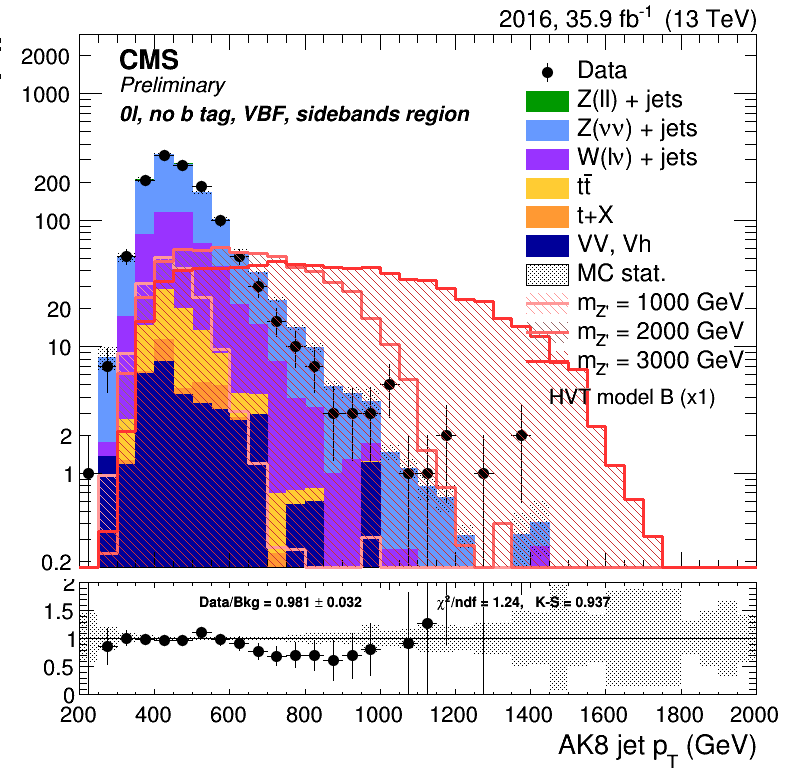 2016, 35.9 fb⁻¹ (13 TeV)
CMS
Preliminary
0l, no b tag, VBF, sidebands region
Data
Z(ll) + jets
Z(νν) + jets
W(lν) + jets
tt̄
t+X
VV, Vh
MC stat.
m_Z' = 1000 GeV
m_Z' = 2000 GeV
m_Z' = 3000 GeV
HVT model B (x1)
2000
1000
200
100
20
10
2
1
0.2
Data/Bkg = 0.981 ± 0.032 χ²/ndf = 1.24, K-S = 0.937
2
1.5
1
0.5
0
200 400 600 800 1000 1200 1400 1600 1800 2000
AK8 jet p_T (GeV)